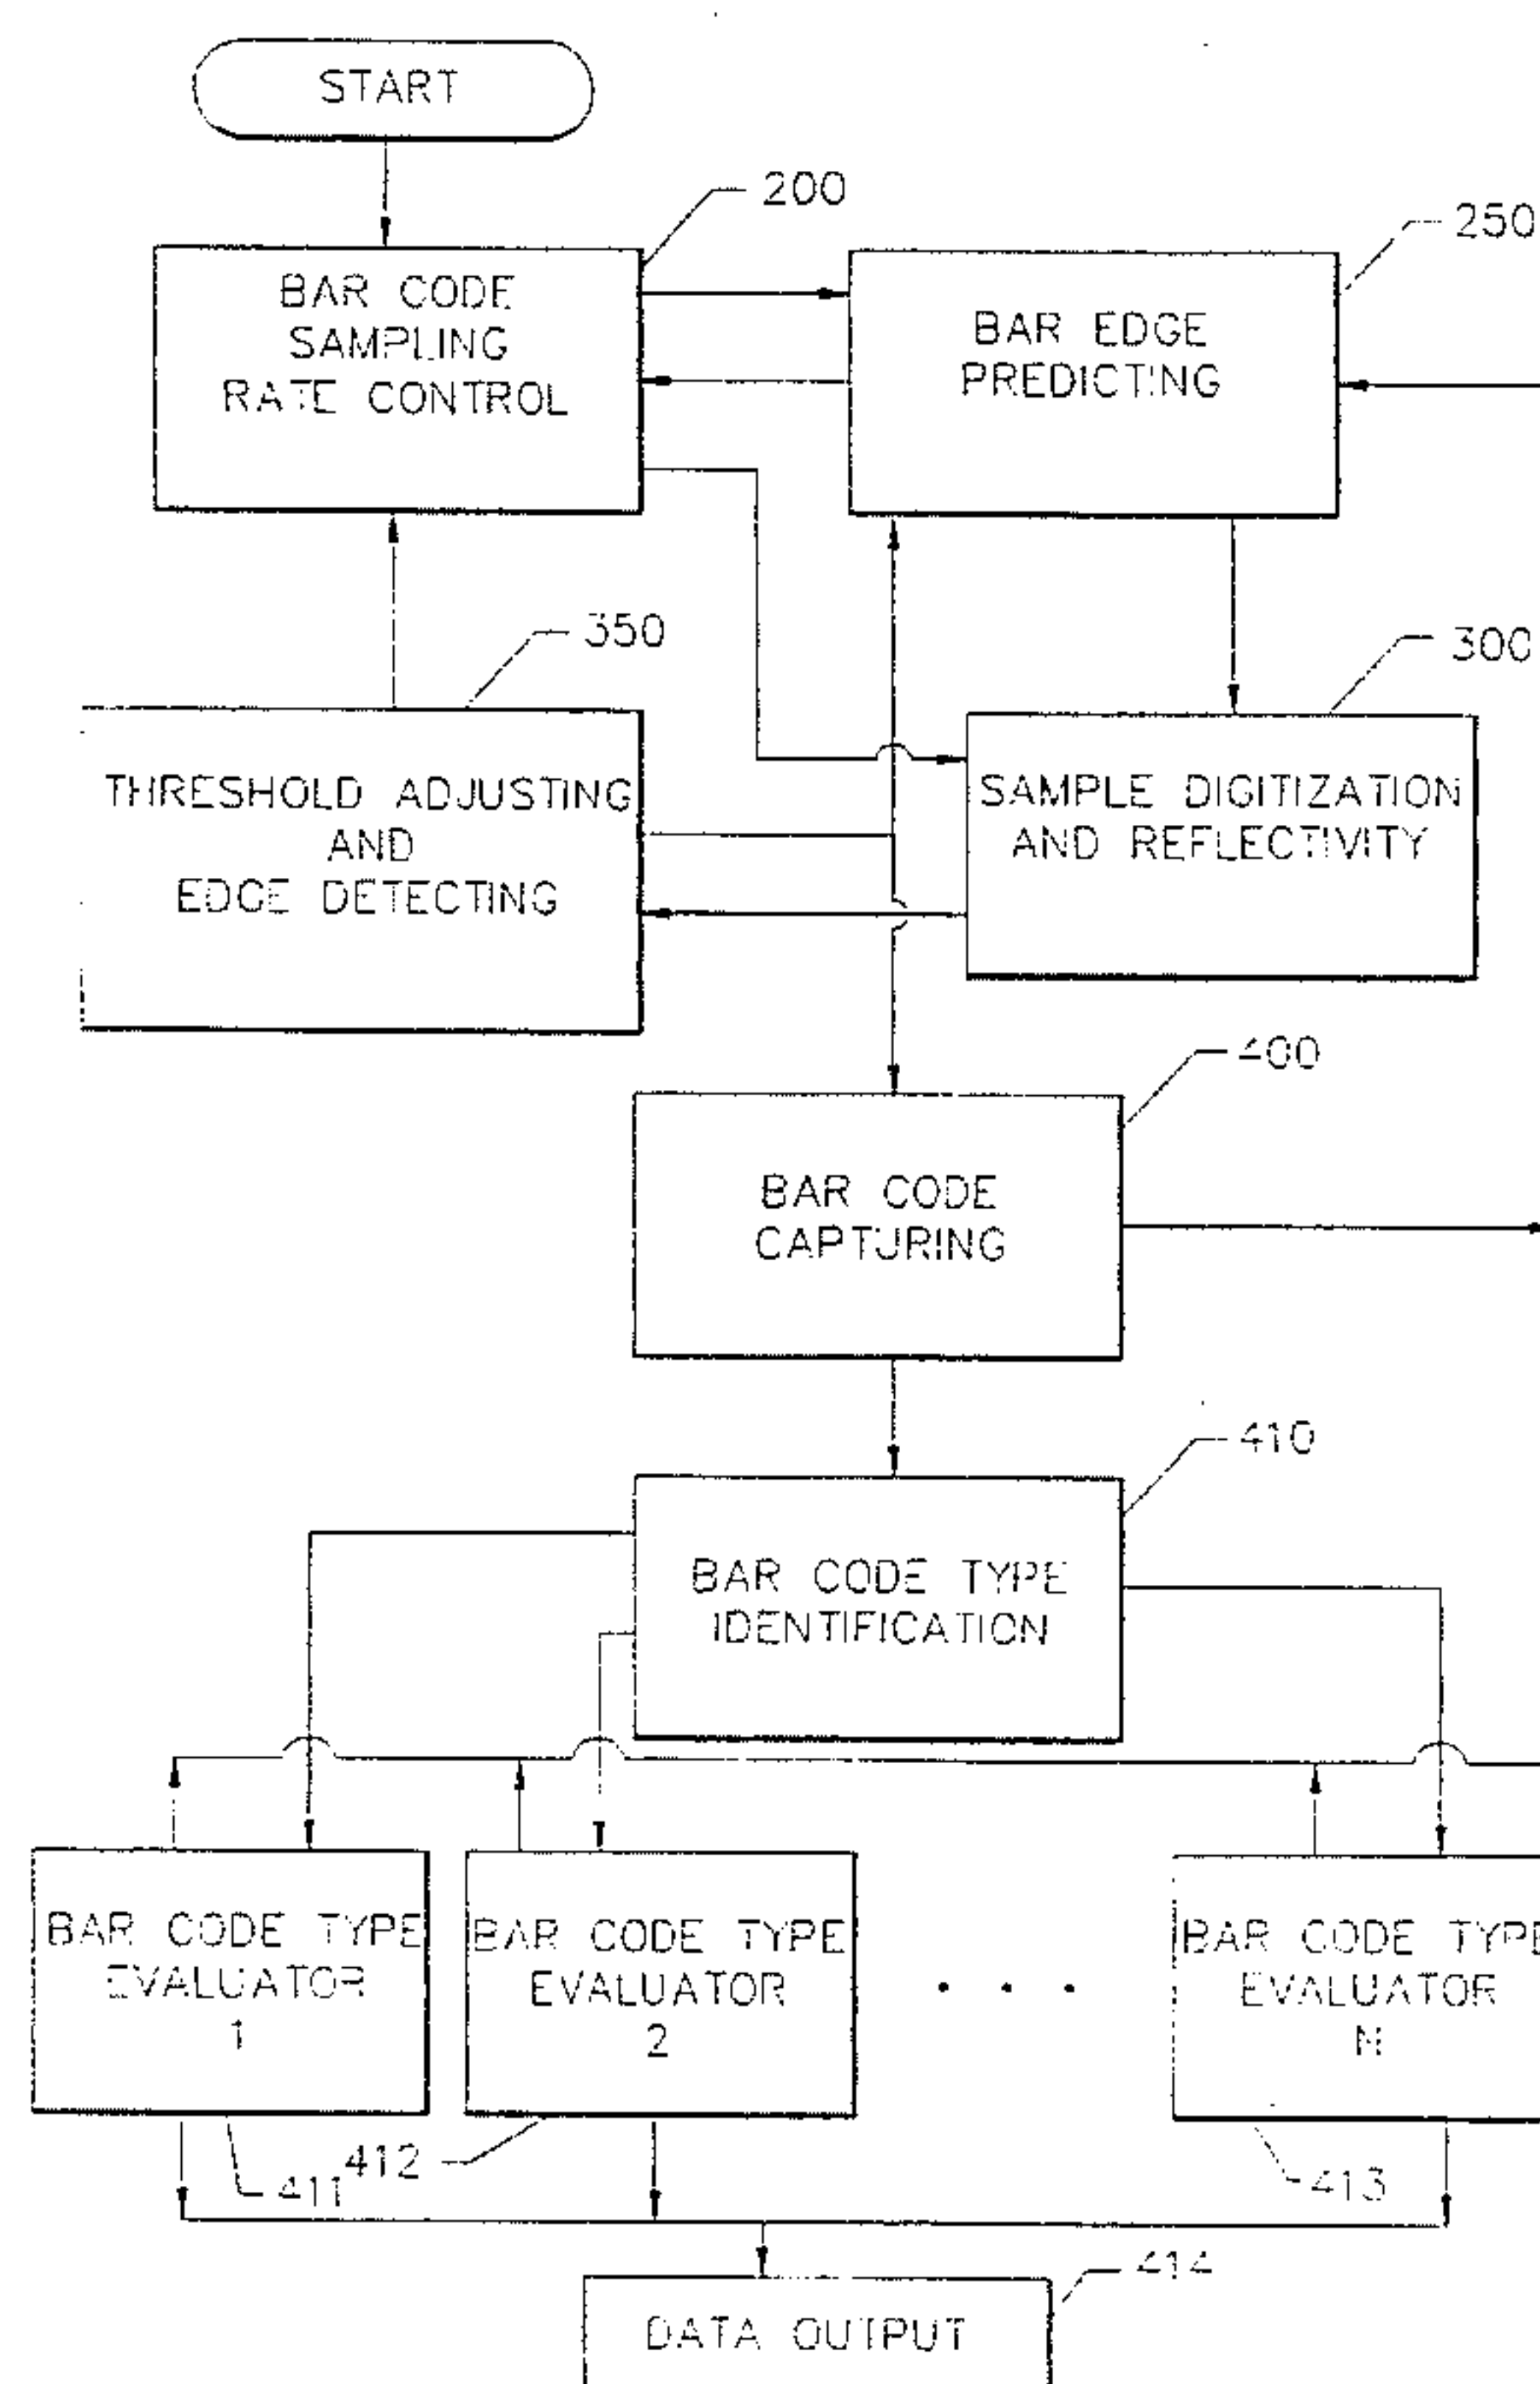 START
200
250
BAR CODE
SAMPLING
RATE CONTROL
BAR EDGE
PREDICTING
350
300
THRESHOLD ADJUSTING
AND
EDGE DETECTING
SAMPLE DIGITIZATION
AND REFLECTIVITY
400
BAR CODE
CAPTURING
410
BAR CODE TYPE
IDENTIFICATION
BAR CODE TYPE
EVALUATOR
1
BAR CODE TYPE
EVALUATOR
2
. . .
BAR CODE TYPE
EVALUATOR
N
411
412
413
414
DATA OUTPUT